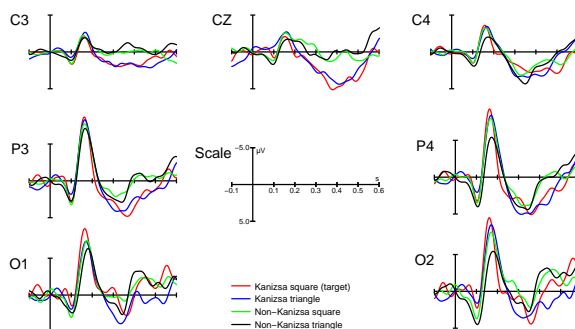 C3
CZ
C4
P3
Scale
-5.0
µV
s
−0.1
0
0.1
0.2
0.3
0.4
0.5
0.6
5.0
P4
O1
O2
Kanizsa square (target)
Kanizsa triangle
Non−Kanizsa square
Non−Kanizsa triangle